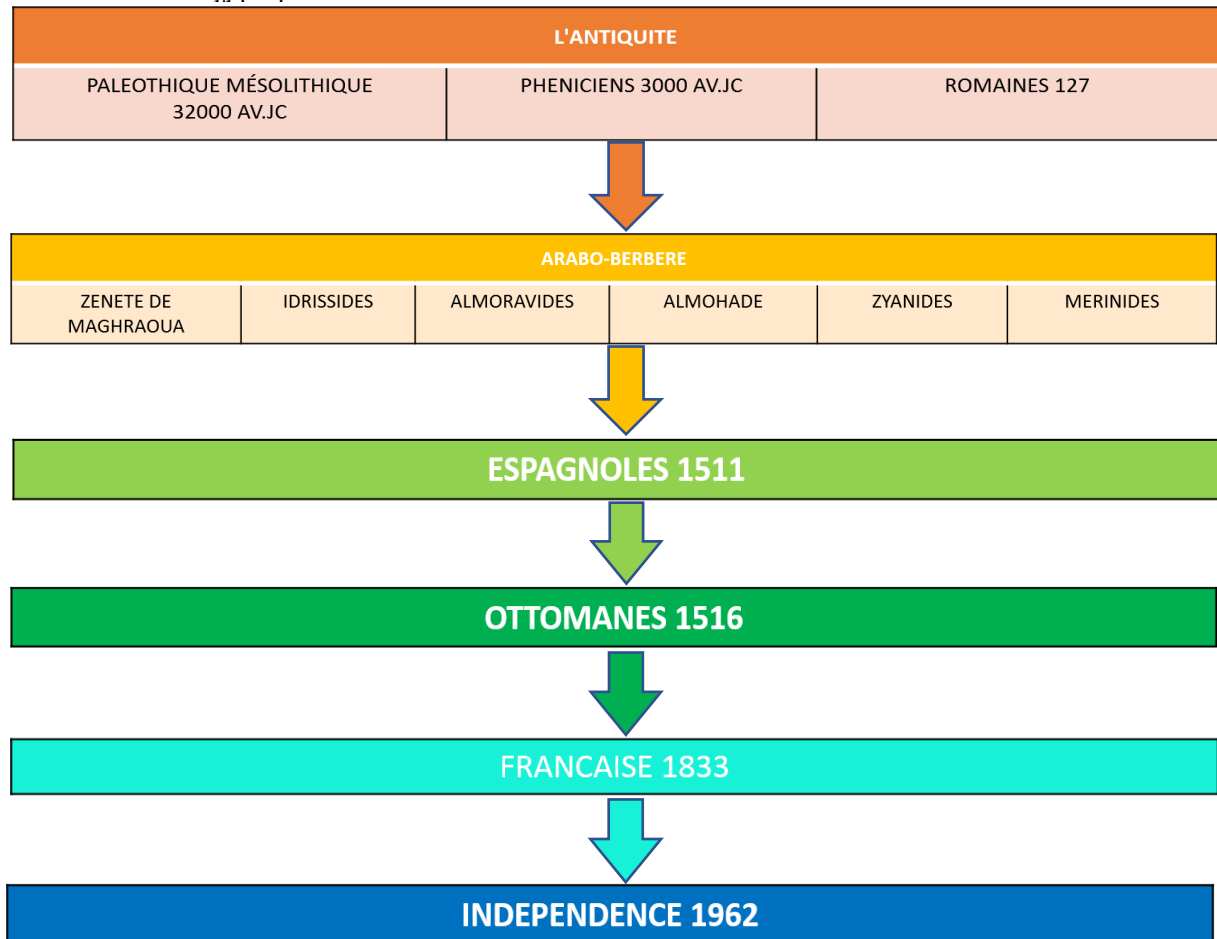 L'ANTIQUITE
PALEOTHIQUE MÉSOLITHIQUE
32000 AV.JC
PHENICIENS 3000 AV.JC
ROMAINES 127
ARABO-BERBERE
ZENETE DE
MAGHRAOUA
IDRISSIDES
ALMORAVIDES
ALMOHADE
ZYANIDES
MERINIDES
ESPAGNOLES 1511
OTTOMANES 1516
FRANCAISE 1833
INDEPENDENCE 1962